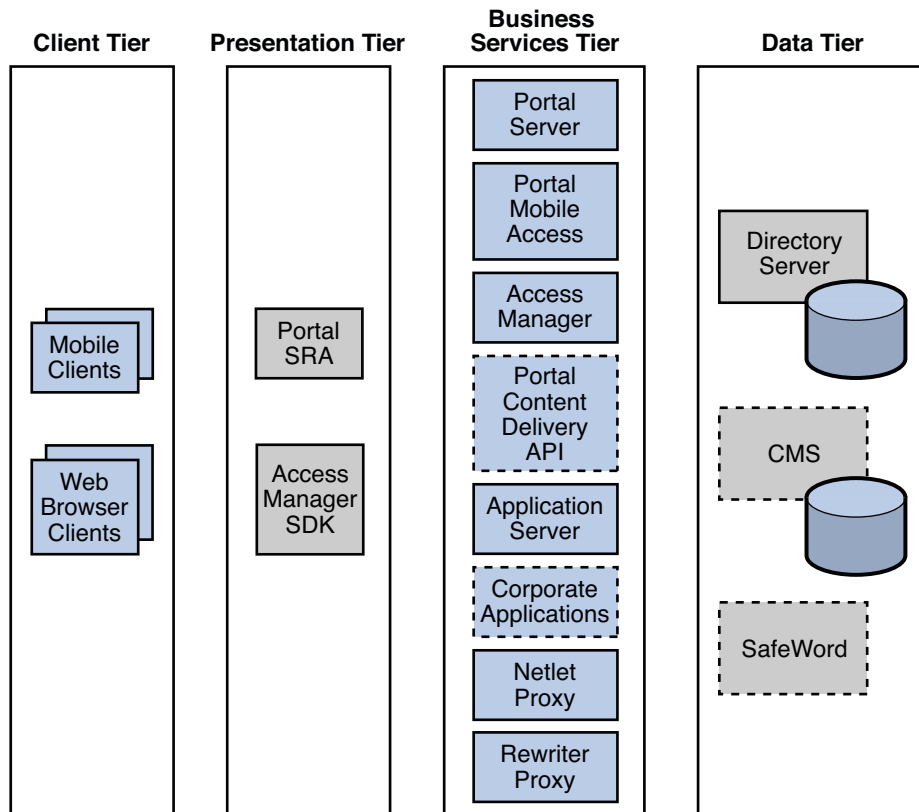 Client Tier
Presentation Tier
Business
Services Tier
Data Tier
Mobile
Clients
Web
Browser
Clients
Portal
SRA
Access
Manager
SDK
Portal
Server
Portal
Mobile
Access
Access
Manager
Portal
Content
Delivery
API
Application
Server
Corporate
Applications
Netlet
Proxy
Rewriter
Proxy
Directory
Server
CMS
SafeWord